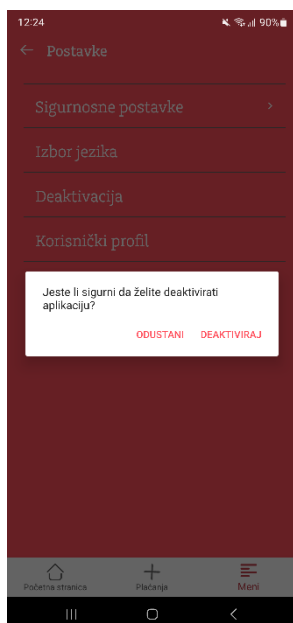 12:24
90%
Postavke
Sigurnosne postavke
Izbor jezika
Deaktivacija
Korisnički profil
Jeste li sigurni da želite deaktivirati
aplikaciju?
ODUSTANI DEAKTIVIRAJ
Početna stranica Plaćanja Meni